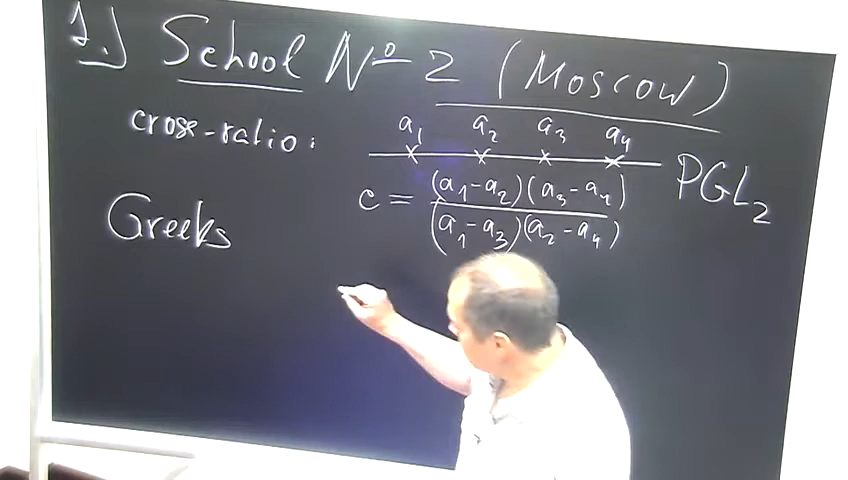 1.) School Nº 2 (Moscow)
cross-ratio: a₁ a₂ a₃ a₄ PGL₂
c = (a₁-a₂)(a₃-a₄) / (a₁-a₃)(a₂-a₄)
Greeks